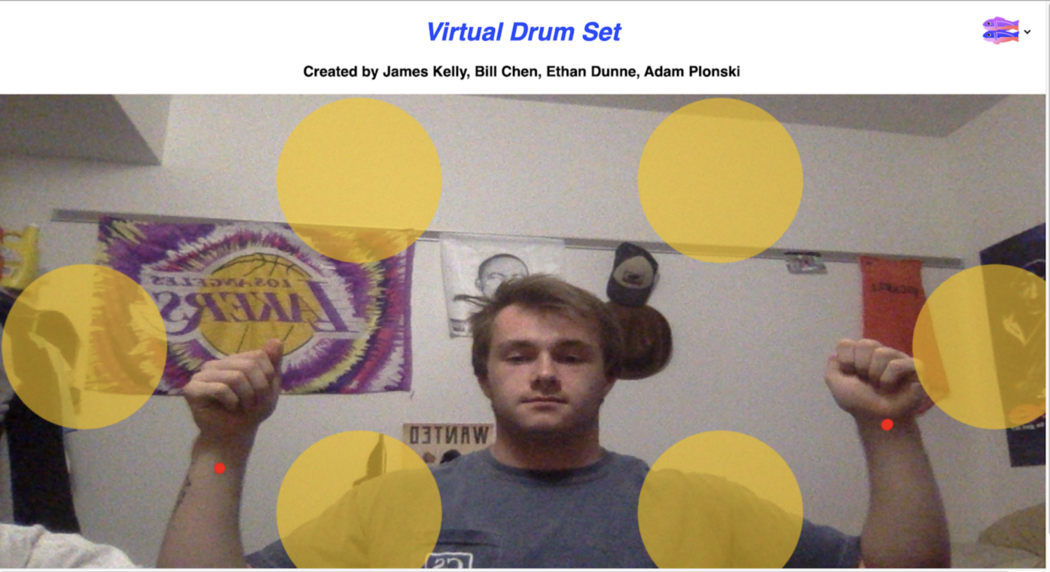 Virtual Drum Set
Created by James Kelly, Bill Chen, Ethan Dunne, Adam Plonski
LOS ANGELES
LAKERS
WANTED